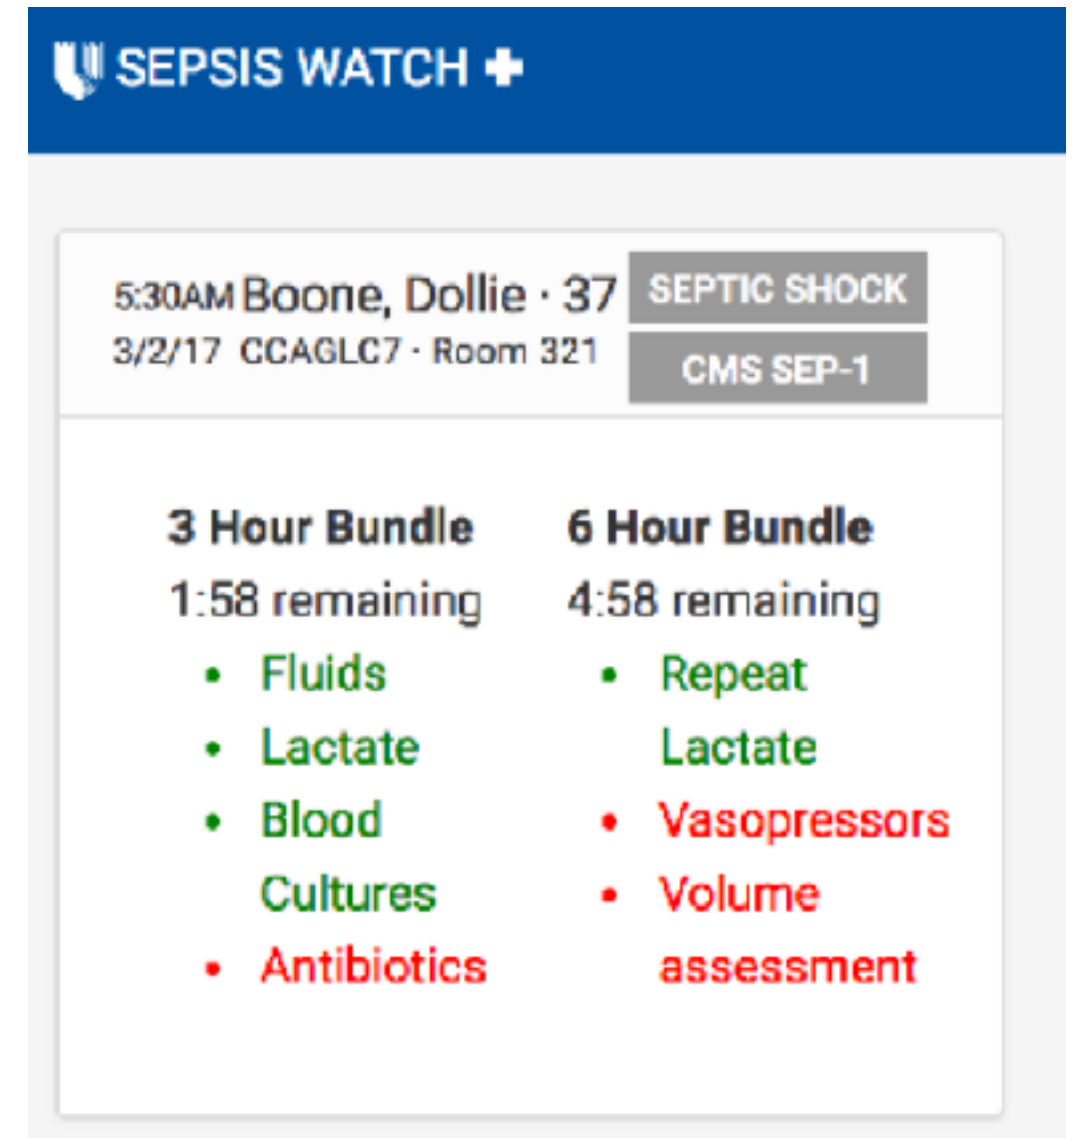 SEPSIS WATCH
5:30AM Boone, Dollie · 37
3/2/17 CCAGLC7 · Room 321
SEPTIC SHOCK
CMS SEP-1
3 Hour Bundle
1:58 remaining
• Fluids
• Lactate
• Blood
Cultures
• Antibiotics
6 Hour Bundle
4:58 remaining
• Repeat
Lactate
• Vasopressors
• Volume
assessment